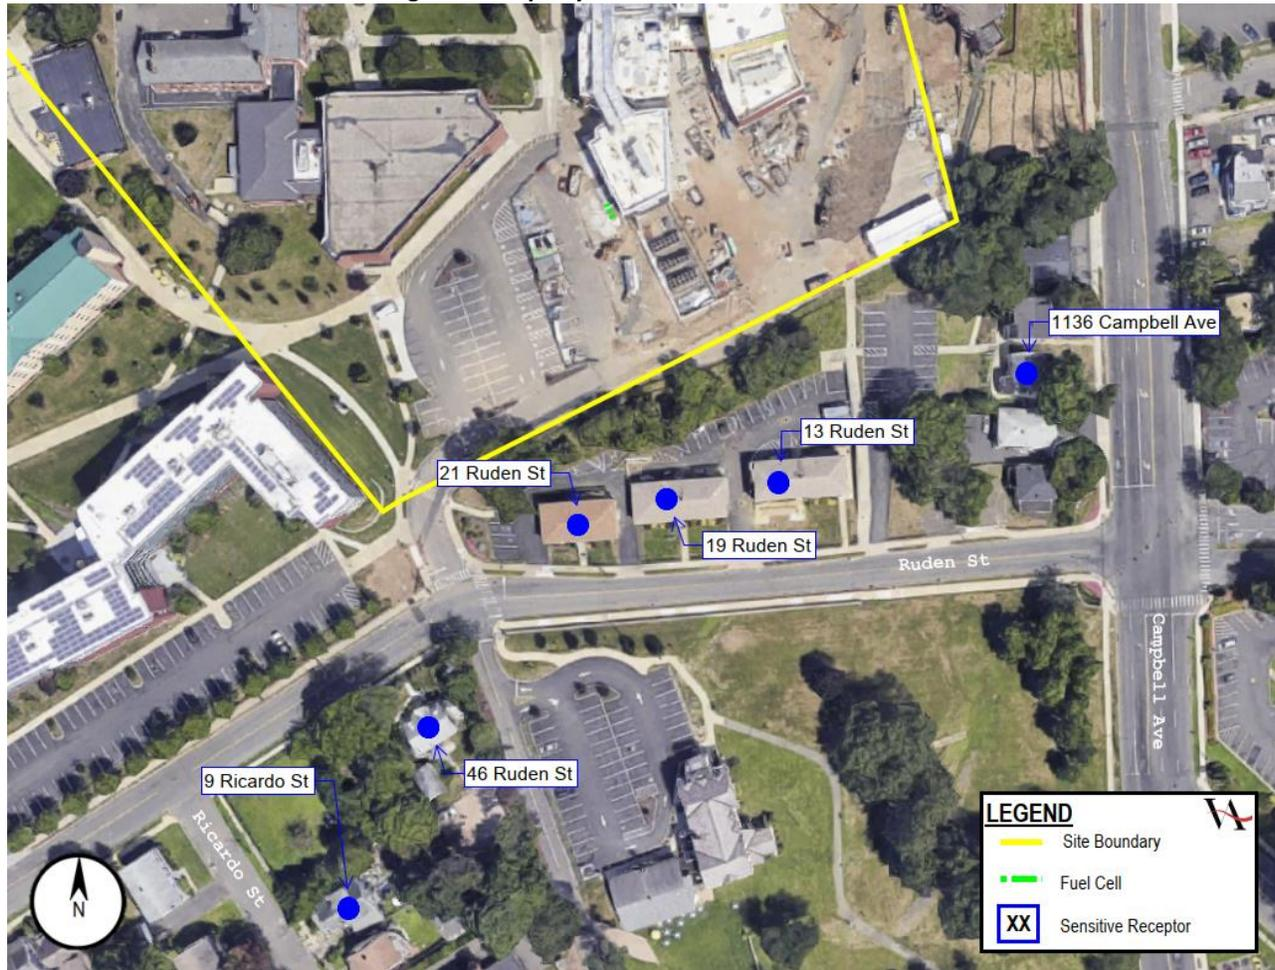 1136 Campbell Ave
13 Ruden St
21 Ruden St
19 Ruden St
Ruden St
Campbell Ave
46 Ruden St
9 Ricardo St
Ricardo St
N
LEGEND
Site Boundary
Fuel Cell
XX Sensitive Receptor